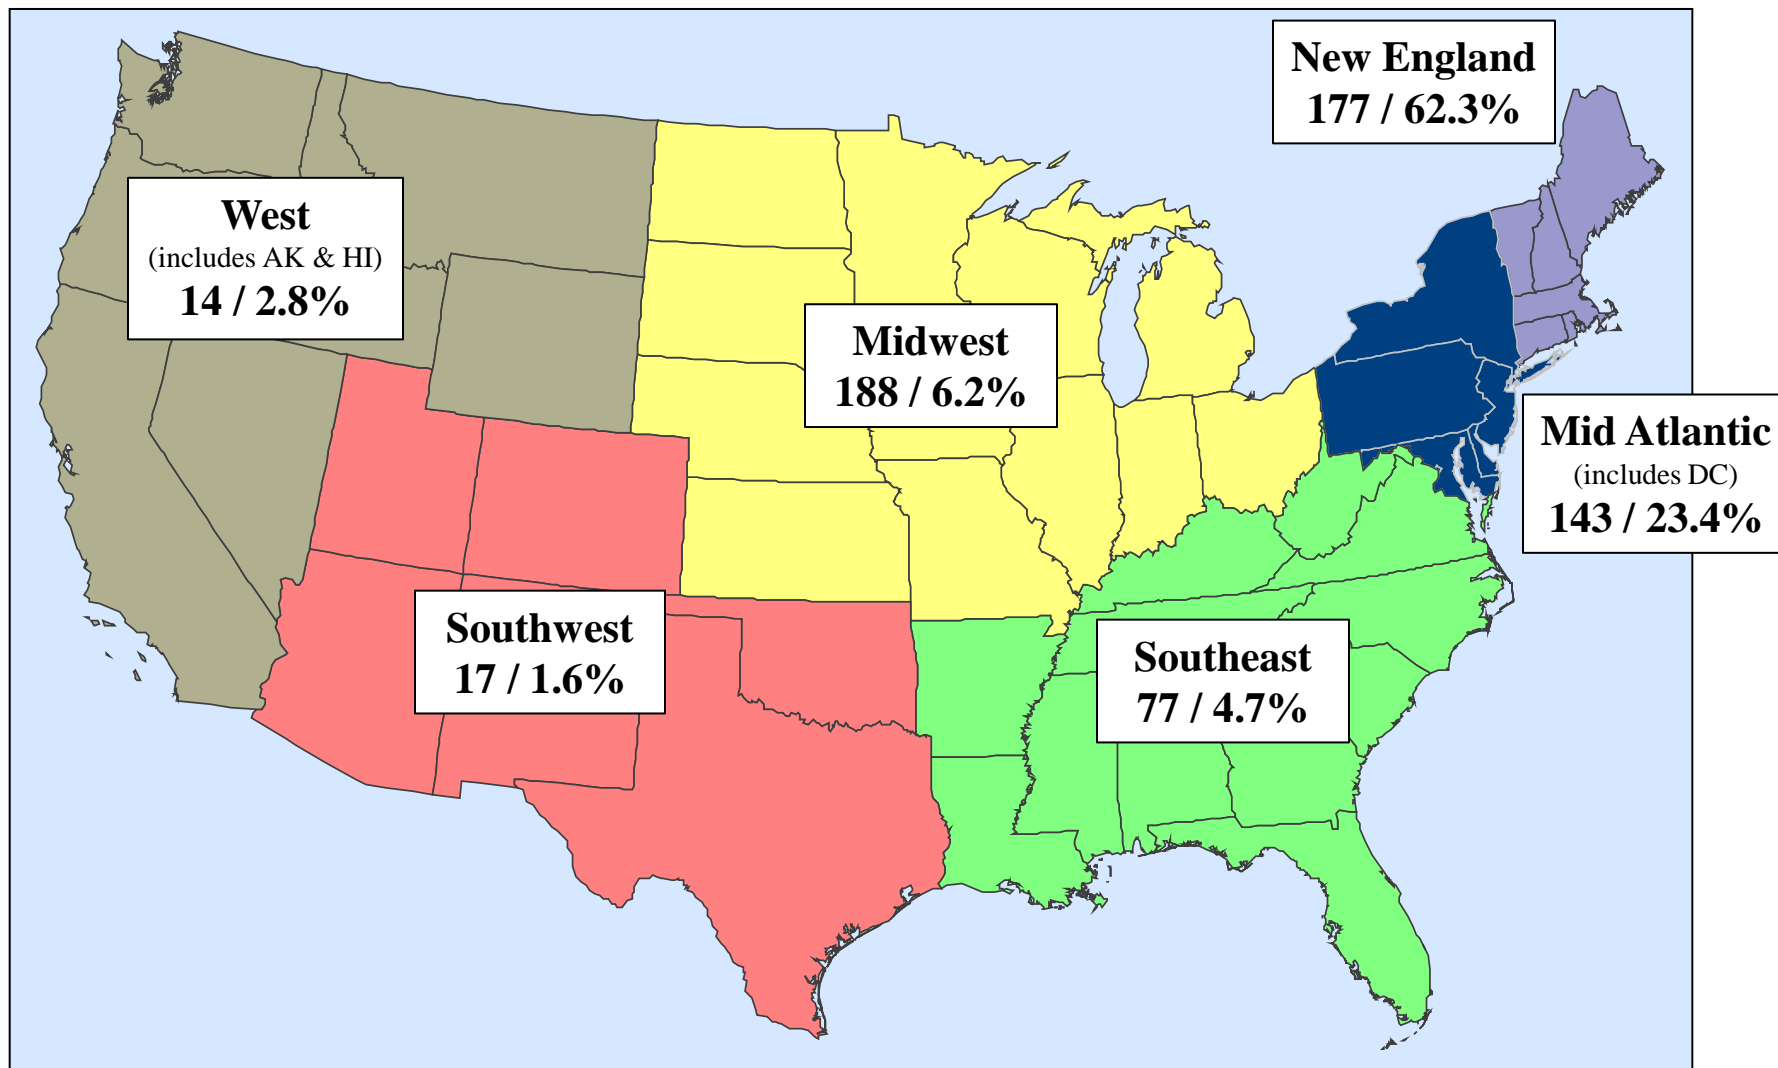 New England
177 / 62.3%
West
(includes AK & HI)
14 / 2.8%
Midwest
188 / 6.2%
Mid Atlantic
(includes DC)
143 / 23.4%
Southwest
17 / 1.6%
Southeast
77 / 4.7%